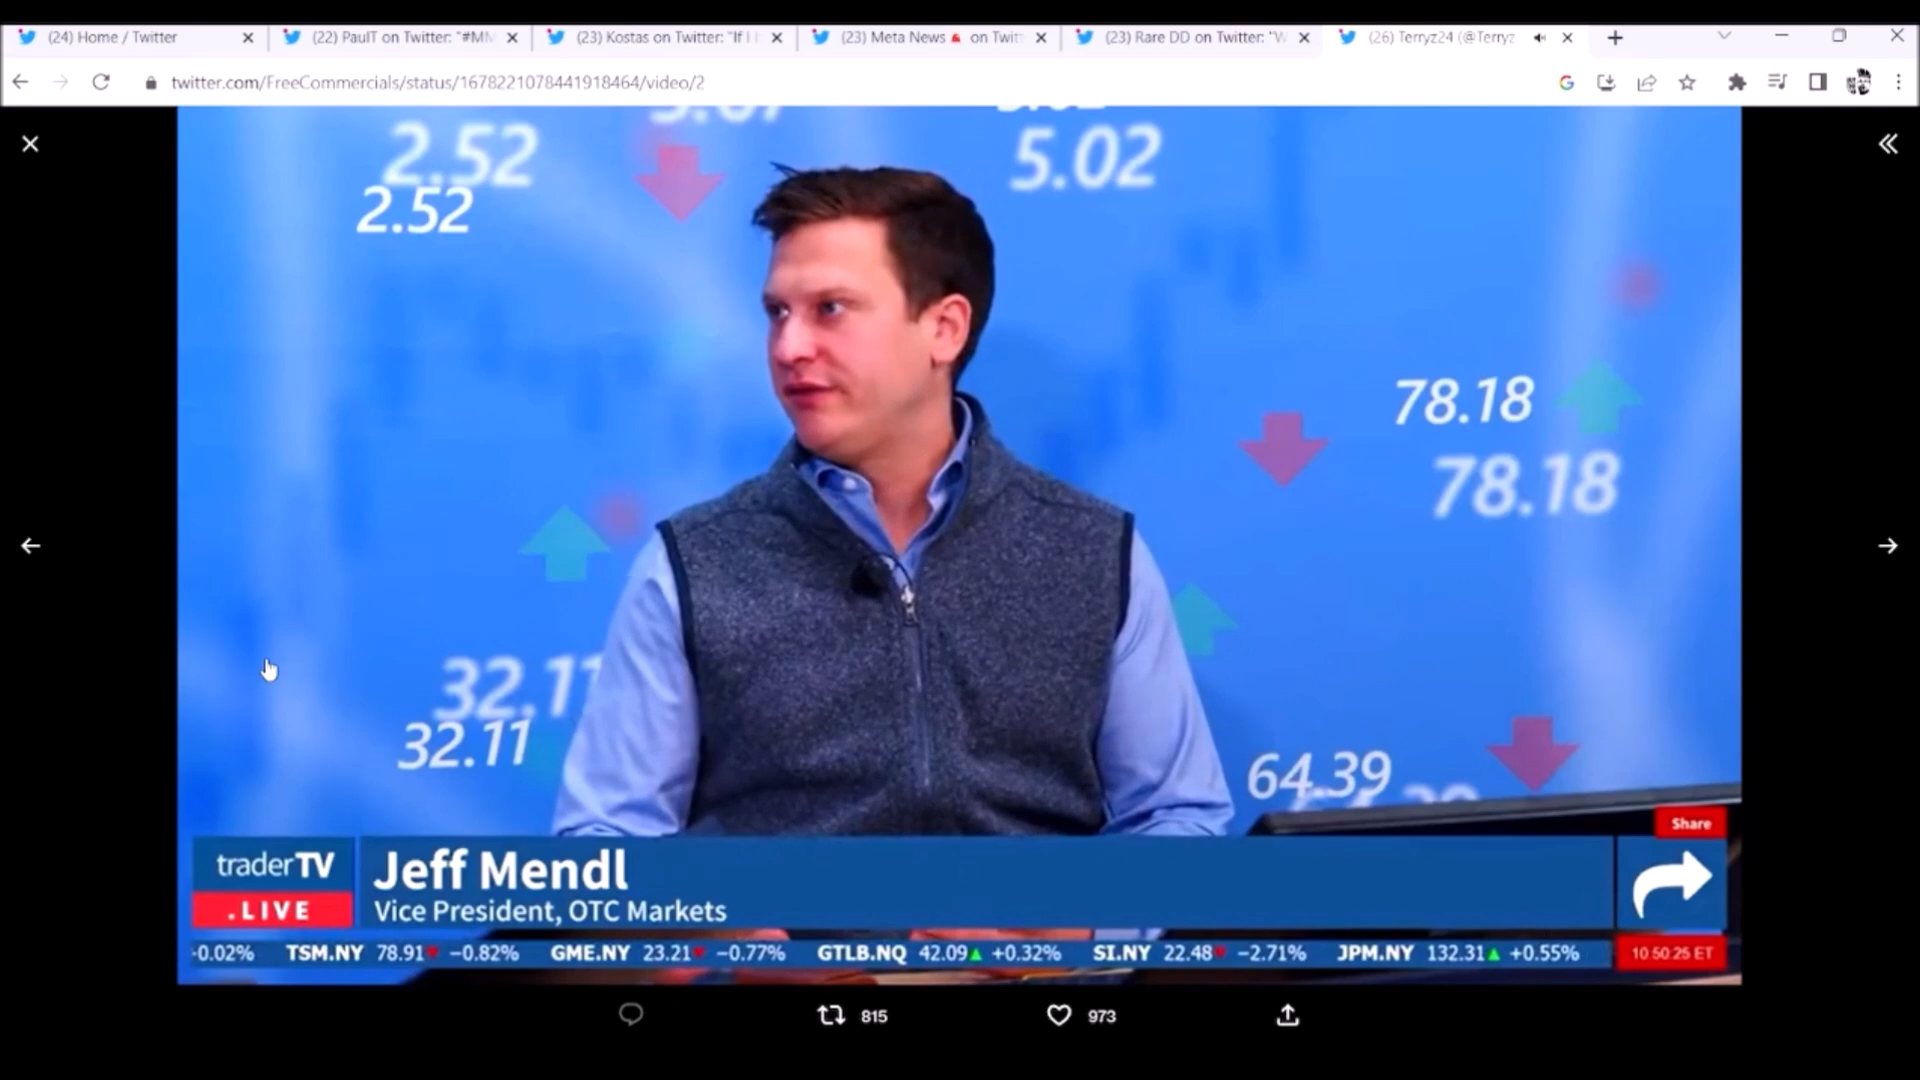 (24) Home / Twitter
(22) PaulT on Twitter: "#MM
(23) Kostas on Twitter: "If I
(23) Meta News on Twitt
(23) Rare DD on Twitter: "W
(26) Terryz24 (@Terryz
twitter.com/FreeCommercials/status/1678221078441918464/video/2
2.52
5.02
2.52
78.18
78.18
32.11
32.11
64.39
Share
traderTV
.LIVE
Jeff Mendl
Vice President, OTC Markets
-0.02% TSM.NY 78.91 -0.82% GME.NY 23.21 -0.77% GTLB.NQ 42.09 +0.32% SI.NY 22.48 -2.71% JPM.NY 132.31 +0.55%
10 50 25 ET
815
973